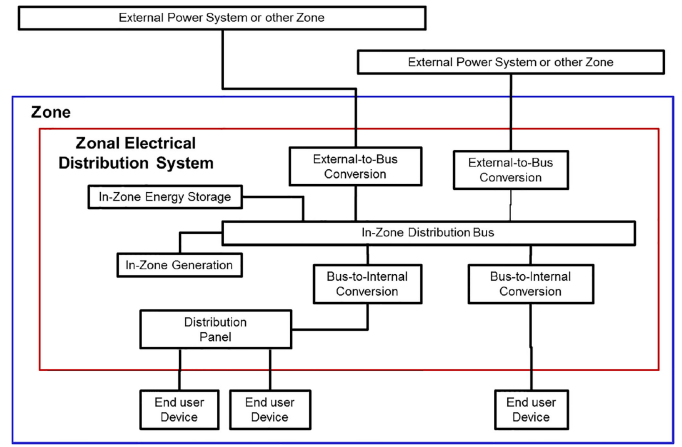 External Power System or other Zone
External Power System or other Zone
Zone
Zonal Electrical
Distribution System
External-to-Bus
Conversion
External-to-Bus
Conversion
In-Zone Energy Storage
In-Zone Distribution Bus
In-Zone Generation
Bus-to-Internal
Conversion
Bus-to-Internal
Conversion
Distribution
Panel
End user
Device
End user
Device
End user
Device